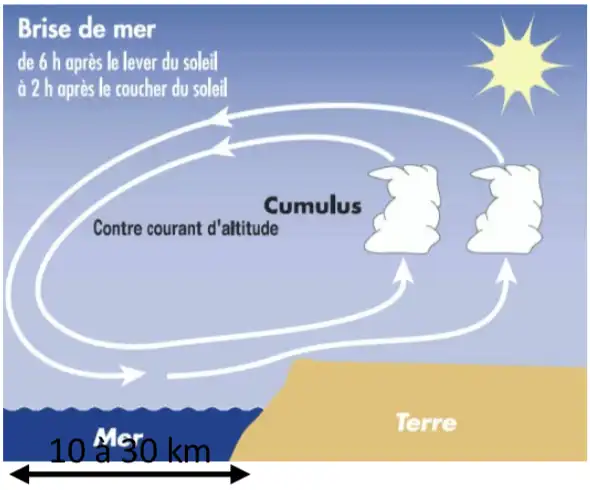 Brise de mer
de 6 h après le lever du soleil
à 2 h après le coucher du soleil
Cumulus
Contre courant d'altitude
Terre
Mer
10 à 30 km